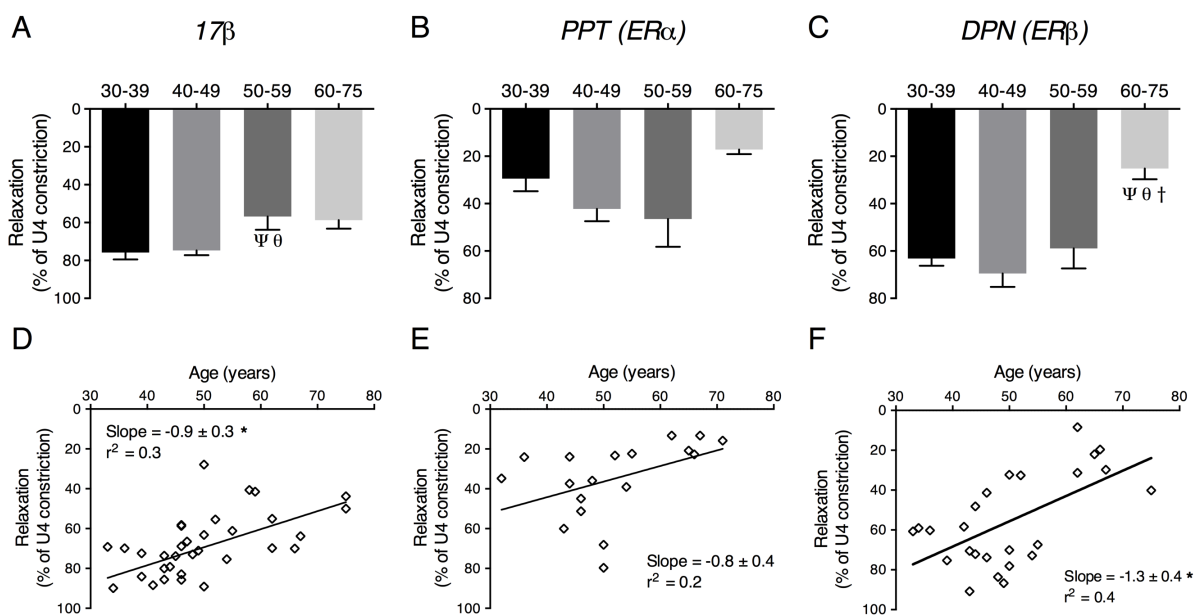 A
17β
30-39 40-49 50-59 60-75
0
20
40
60
80
100
Relaxation
(% of U4 constriction)
Ψ θ
B
PPT (ERα)
30-39 40-49 50-59 60-75
0
20
40
60
80
Relaxation
(% of U4 constriction)
C
DPN (ERβ)
30-39 40-49 50-59 60-75
0
20
40
60
80
Relaxation
(% of U4 constriction)
Ψ θ †
D
Age (years)
30 40 50 60 70 80
0
20
40
60
80
100
Relaxation
(% of U4 constriction)
Slope = -0.9 ± 0.3 *
r² = 0.3
E
Age (years)
30 40 50 60 70 80
0
20
40
60
80
100
Relaxation
(% of U4 constriction)
Slope = -0.8 ± 0.4
r² = 0.2
F
Age (years)
30 40 50 60 70 80
0
20
40
60
80
100
Relaxation
(% of U4 constriction)
Slope = -1.3 ± 0.4 *
r² = 0.4